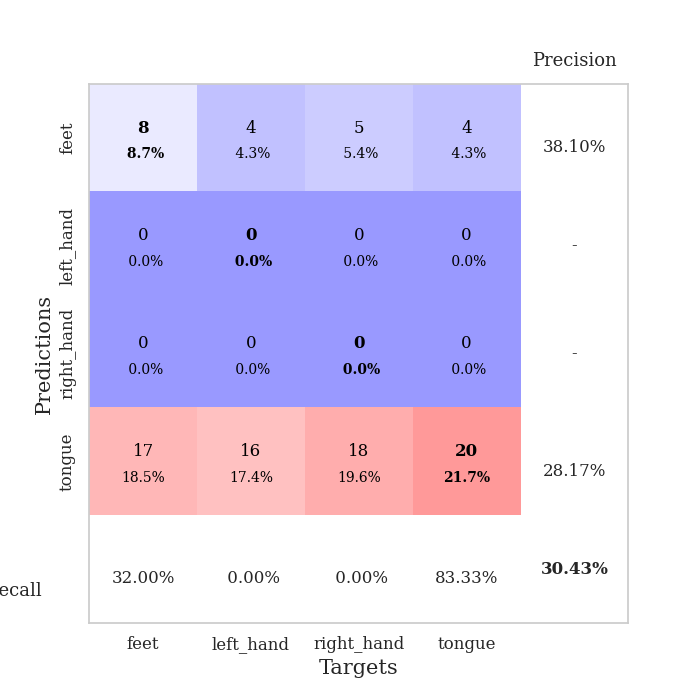 Precision
feet 8 4 5 4 38.10%
8.7% 4.3% 5.4% 4.3%
left_hand 0 0 0 0 -
0.0% 0.0% 0.0% 0.0%
right_hand 0 0 0 0 -
0.0% 0.0% 0.0% 0.0%
Predictions
tongue 17 16 18 20 28.17%
18.5% 17.4% 19.6% 21.7%
ecall 32.00% 0.00% 0.00% 83.33% 30.43%
feet left_hand right_hand tongue
Targets